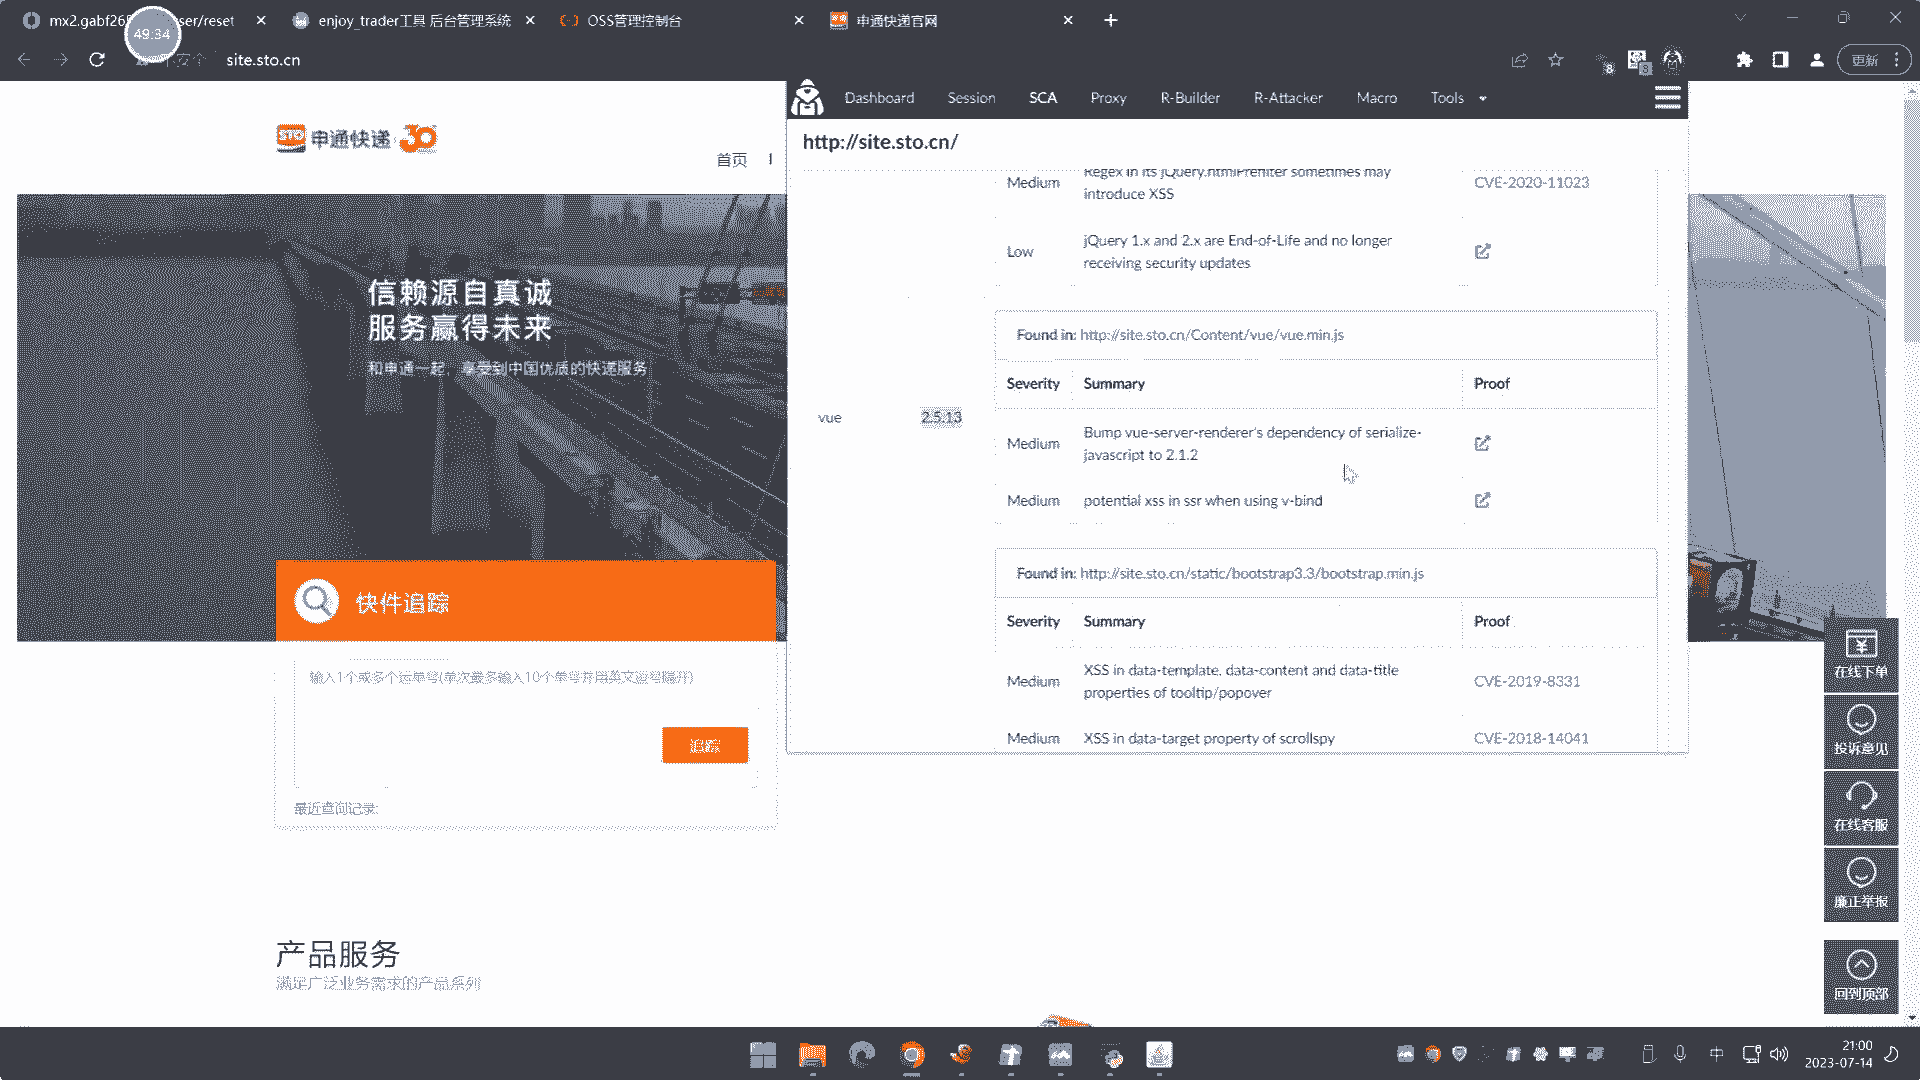 mx2.gabf26
ser/reset
enjoy_trader工具 后台管理系统
OSS管理控制台
申通快递官网
49:34
site.sto.cn
更新
STO 申通快递 30
首页
信赖源自真诚
服务赢得未来
和申通一起，享受到中国优质的快递服务
快件追踪
输入1个或多个运单号(单次最多输入10个单号并用英文逗号隔开)
追踪
最近查询记录:
产品服务
满足广泛业务需求的产品系列
Dashboard Session SCA Proxy R-Builder R-Attacker Macro Tools
http://site.sto.cn/
Medium Regex in its jQuery.htmlPrefilter sometimes may introduce XSS CVE-2020-11023
Low jQuery 1.x and 2.x are End-of-Life and no longer receiving security updates
vue 2.5.13
Found in: http://site.sto.cn/Content/vue/vue.min.js
Severity Summary Proof
Medium Bump vue-server-renderer's dependency of serialize-javascript to 2.1.2
Medium potential xss in ssr when using v-bind
Found in: http://site.sto.cn/static/bootstrap3.3/bootstrap.min.js
Severity Summary Proof
Medium XSS in data-template, data-content and data-title properties of tooltip/popover CVE-2019-8331
Medium XSS in data-target property of scrollspy CVE-2018-14041
在线下单
投诉意见
在线客服
廉正举报
回到顶部
中
21:00
2023-07-14